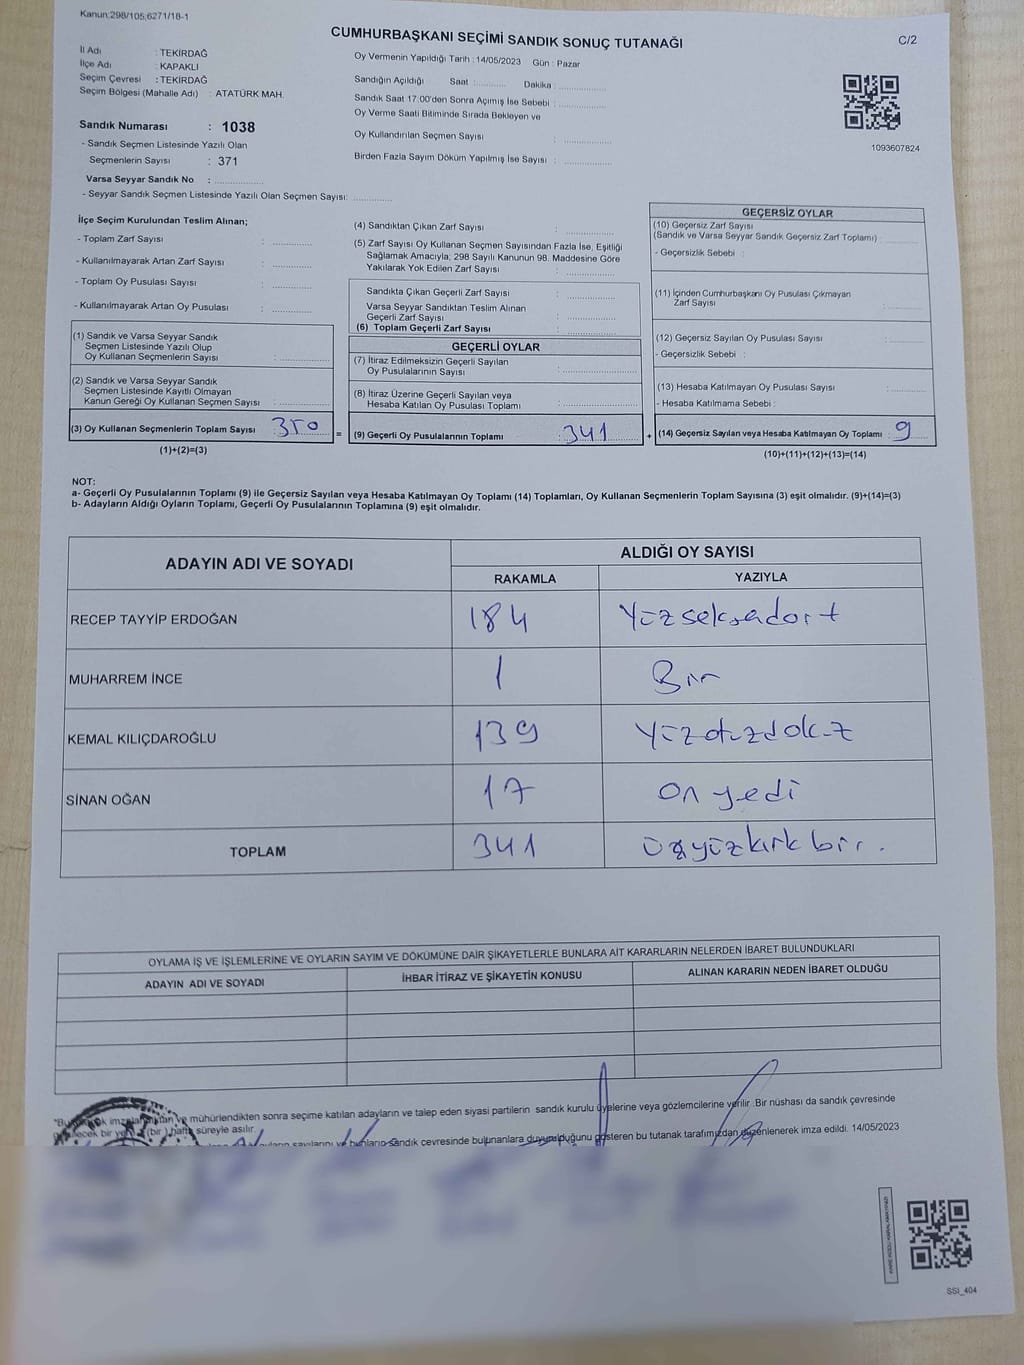 Kanun:298/105;6271/18-1
CUMHURBAŞKANI SEÇİMİ SANDIK SONUÇ TUTANAĞI
C/2
İl Adı : TEKİRDAĞ
İlçe Adı : KAPAKLI
Seçim Çevresi : TEKİRDAĞ
Seçim Bölgesi (Mahalle Adı) : ATATÜRK MAH.
Sandık Numarası : 1038
- Sandık Seçmen Listesinde Yazılı Olan
Seçmenlerin Sayısı : 371
Varsa Seyyar Sandık No :
- Seyyar Sandık Seçmen Listesinde Yazılı Olan Seçmen Sayısı:
Oy Vermenin Yapıldığı Tarih : 14/05/2023 Gün : Pazar
Sandığın Açıldığı Saat : Dakika :
Sandık Saat 17:00'den Sonra Açımış İse Sebebi :
Oy Verme Saati Bitiminde Sırada Bekleyen ve
Oy Kullandırılan Seçmen Sayısı :
Birden Fazla Sayım Döküm Yapılmış İse Sayısı :
1093607824
İlçe Seçim Kurulundan Teslim Alınan;
- Toplam Zarf Sayısı :
- Kullanılmayarak Artan Zarf Sayısı :
- Toplam Oy Pusulası Sayısı :
- Kullanılmayarak Artan Oy Pusulası :
(1) Sandık ve Varsa Seyyar Sandık
Seçmen Listesinde Yazılı Olup
Oy Kullanan Seçmenlerin Sayısı :
(2) Sandık ve Varsa Seyyar Sandık
Seçmen Listesinde Kayıtlı Olmayan
Kanun Gereği Oy Kullanan Seçmen Sayısı :
(3) Oy Kullanan Seçmenlerin Toplam Sayısı : 350
(1)+(2)=(3)
=
(4) Sandıktan Çıkan Zarf Sayısı :
(5) Zarf Sayısı Oy Kullanan Seçmen Sayısından Fazla İse, Eşitliği
Sağlamak Amacıyla; 298 Sayılı Kanunun 98. Maddesine Göre
Yakılarak Yok Edilen Zarf Sayısı :
Sandıkta Çıkan Geçerli Zarf Sayısı :
Varsa Seyyar Sandıktan Teslim Alınan
Geçerli Zarf Sayısı :
(6) Toplam Geçerli Zarf Sayısı :
GEÇERLİ OYLAR
(7) İtiraz Edilmeksizin Geçerli Sayılan
Oy Pusulalarının Sayısı :
(8) İtiraz Üzerine Geçerli Sayılan veya
Hesaba Katılan Oy Pusulası Toplamı :
(9) Geçerli Oy Pusulalarının Toplamı : 341
+
GEÇERSİZ OYLAR
(10) Geçersiz Zarf Sayısı
(Sandık ve Varsa Seyyar Sandık Geçersiz Zarf Toplamı) :
- Geçersizlik Sebebi :
(11) İçinden Cumhurbaşkanı Oy Pusulası Çıkmayan
Zarf Sayısı :
(12) Geçersiz Sayılan Oy Pusulası Sayısı :
- Geçersizlik Sebebi :
(13) Hesaba Katılmayan Oy Pusulası Sayısı :
- Hesaba Katılmama Sebebi :
(14) Geçersiz Sayılan veya Hesaba Katılmayan Oy Toplamı : 9
(10)+(11)+(12)+(13)=(14)
NOT:
a- Geçerli Oy Pusulalarının Toplamı (9) ile Geçersiz Sayılan veya Hesaba Katılmayan Oy Toplamı (14) Toplamları, Oy Kullanan Seçmenlerin Toplam Sayısına (3) eşit olmalıdır. (9)+(14)=(3)
b- Adayların Aldığı Oyların Toplamı, Geçerli Oy Pusulalarının Toplamına (9) eşit olmalıdır.
ADAYIN ADI VE SOYADI ALDIĞI OY SAYISI
RAKAMLA YAZIYLA
RECEP TAYYİP ERDOĞAN 184 Yüzseksendört
MUHARREM İNCE 1 Bir
KEMAL KILIÇDAROĞLU 139 Yüzotuzdokuz
SİNAN OĞAN 17 on yedi
TOPLAM 341 üçyüzkırk bir.
OYLAMA İŞ VE İŞLEMLERİNE VE OYLARIN SAYIM VE DÖKÜMÜNE DAİR ŞİKAYETLERLE BUNLARA AİT KARARLARIN NELERDEN İBARET BULUNDUKLARI
ADAYIN ADI VE SOYADI İHBAR İTİRAZ VE ŞİKAYETİN KONUSU ALINAN KARARIN NEDEN İBARET OLDUĞU
ve mühürlendikten sonra seçime katılan adayların ve talep eden siyasi partilerin sandık kurulu üyelerine veya gözlemcilerine verilir. Bir nüshası da sandık çevresinde
bir (bir) hafta süreyle asılır.
sayılarını ve bunların sandık çevresinde bulunanlara duyurulduğunu gösteren bu tutanak tarafımızdan düzenlenerek imza edildi. 14/05/2023
SSI_404